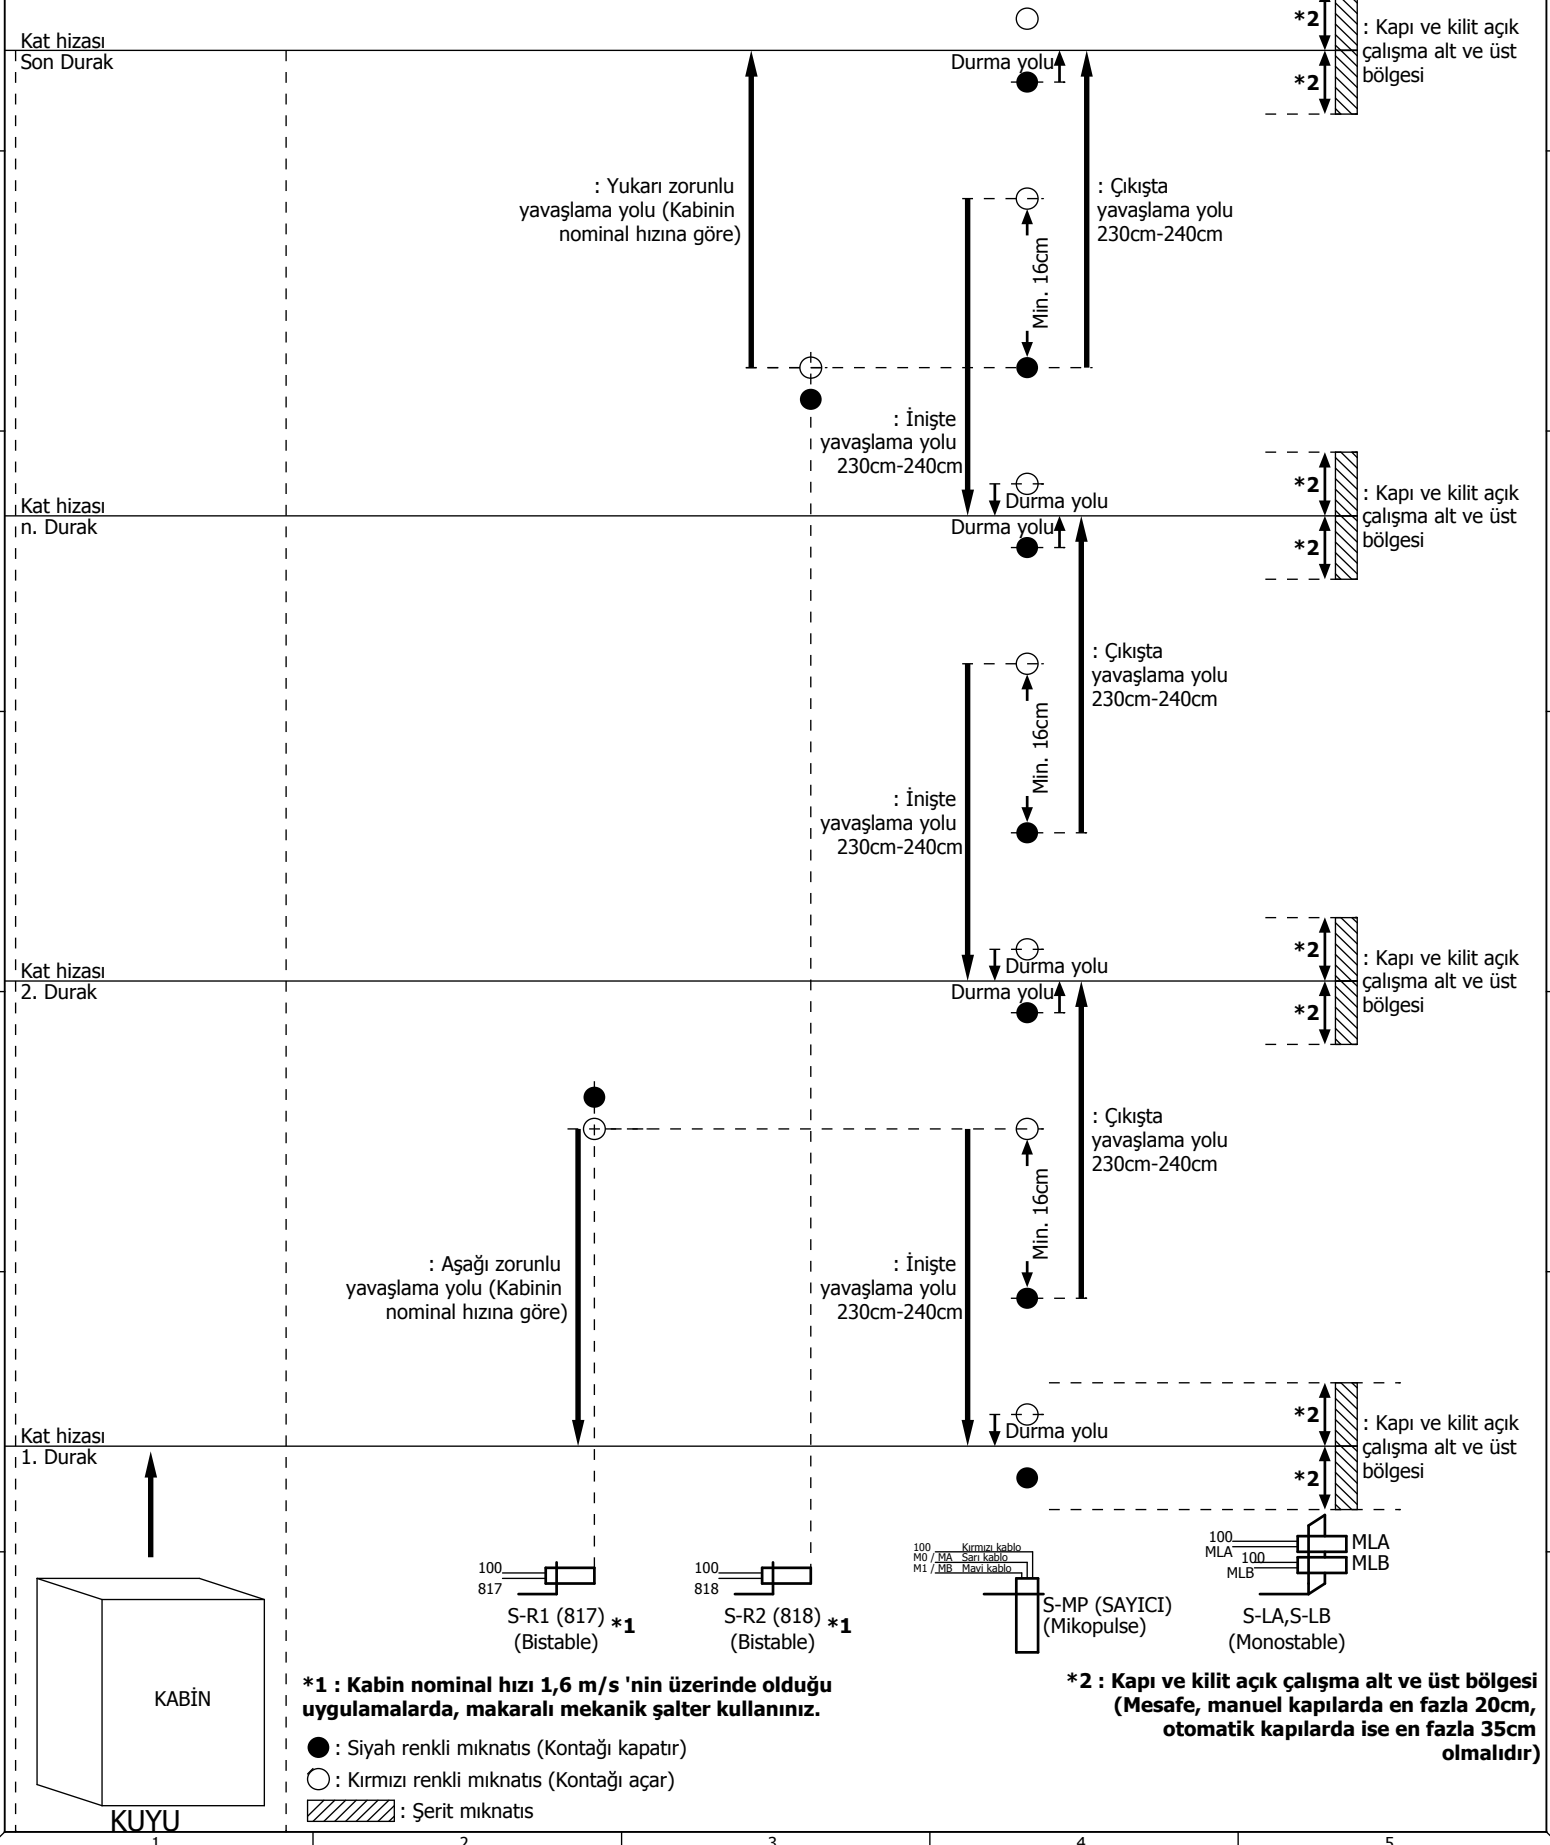 *2
: Kapı ve kilit açık
çalışma alt ve üst
bölgesi
*2
Kat hizası
Son Durak
Durma yolu
: Yukarı zorunlu
yavaşlama yolu (Kabinin
nominal hızına göre)
: Çıkışta
yavaşlama yolu
230cm-240cm
Min. 16cm
: İnişte
yavaşlama yolu
230cm-240cm
*2
: Kapı ve kilit açık
çalışma alt ve üst
bölgesi
*2
Kat hizası
n. Durak
Durma yolu
Durma yolu
: Çıkışta
yavaşlama yolu
230cm-240cm
Min. 16cm
: İnişte
yavaşlama yolu
230cm-240cm
*2
: Kapı ve kilit açık
çalışma alt ve üst
bölgesi
*2
Kat hizası
2. Durak
Durma yolu
Durma yolu
: Çıkışta
yavaşlama yolu
230cm-240cm
Min. 16cm
: Aşağı zorunlu
yavaşlama yolu (Kabinin
nominal hızına göre)
: İnişte
yavaşlama yolu
230cm-240cm
*2
: Kapı ve kilit açık
çalışma alt ve üst
bölgesi
*2
Kat hizası
1. Durak
Durma yolu
100
817
S-R1 (817) *1
(Bistable)
100
818
S-R2 (818) *1
(Bistable)
100 Kırmızı kablo
M0 / MA Sarı kablo
M1 / MB Mavi kablo
S-MP (SAYICI)
(Mikopulse)
100
MLA
100
MLB
MLA
MLB
S-LA,S-LB
(Monostable)
KABİN
KUYU
*1 : Kabin nominal hızı 1,6 m/s 'nin üzerinde olduğu
uygulamalarda, makaralı mekanik şalter kullanınız.
*2 : Kapı ve kilit açık çalışma alt ve üst bölgesi
(Mesafe, manuel kapılarda en fazla 20cm,
otomatik kapılarda ise en fazla 35cm
olmalıdır)
: Siyah renkli mıknatıs (Kontağı kapatır)
: Kırmızı renkli mıknatıs (Kontağı açar)
: Şerit mıknatıs
1 2 3 4 5